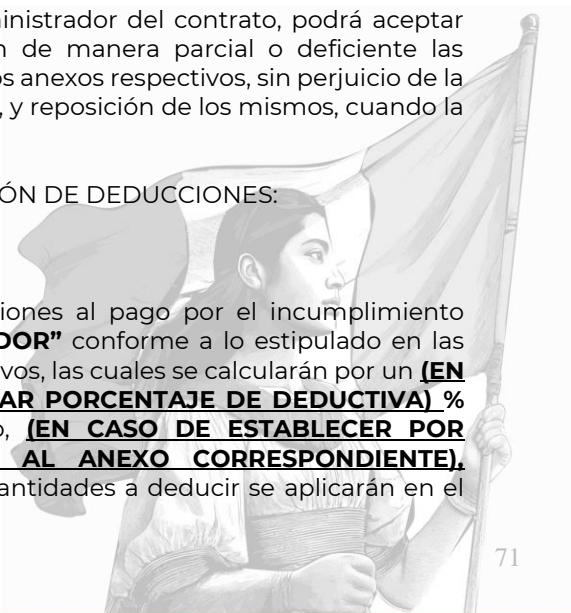 ninistrador del contrato, podrá aceptar
n de manera parcial o deficiente las
os anexos respectivos, sin perjuicio de la
, y reposición de los mismos, cuando la
ÓN DE DEDUCCIONES:
ciones al pago por el incumplimiento
DOR” conforme a lo estipulado en las
vos, las cuales se calcularán por un (EN
AR PORCENTAJE DE DEDUCTIVA) %
o, (EN CASO DE ESTABLECER POR
AL ANEXO CORRESPONDIENTE),
antidades a deducir se aplicarán en el
71